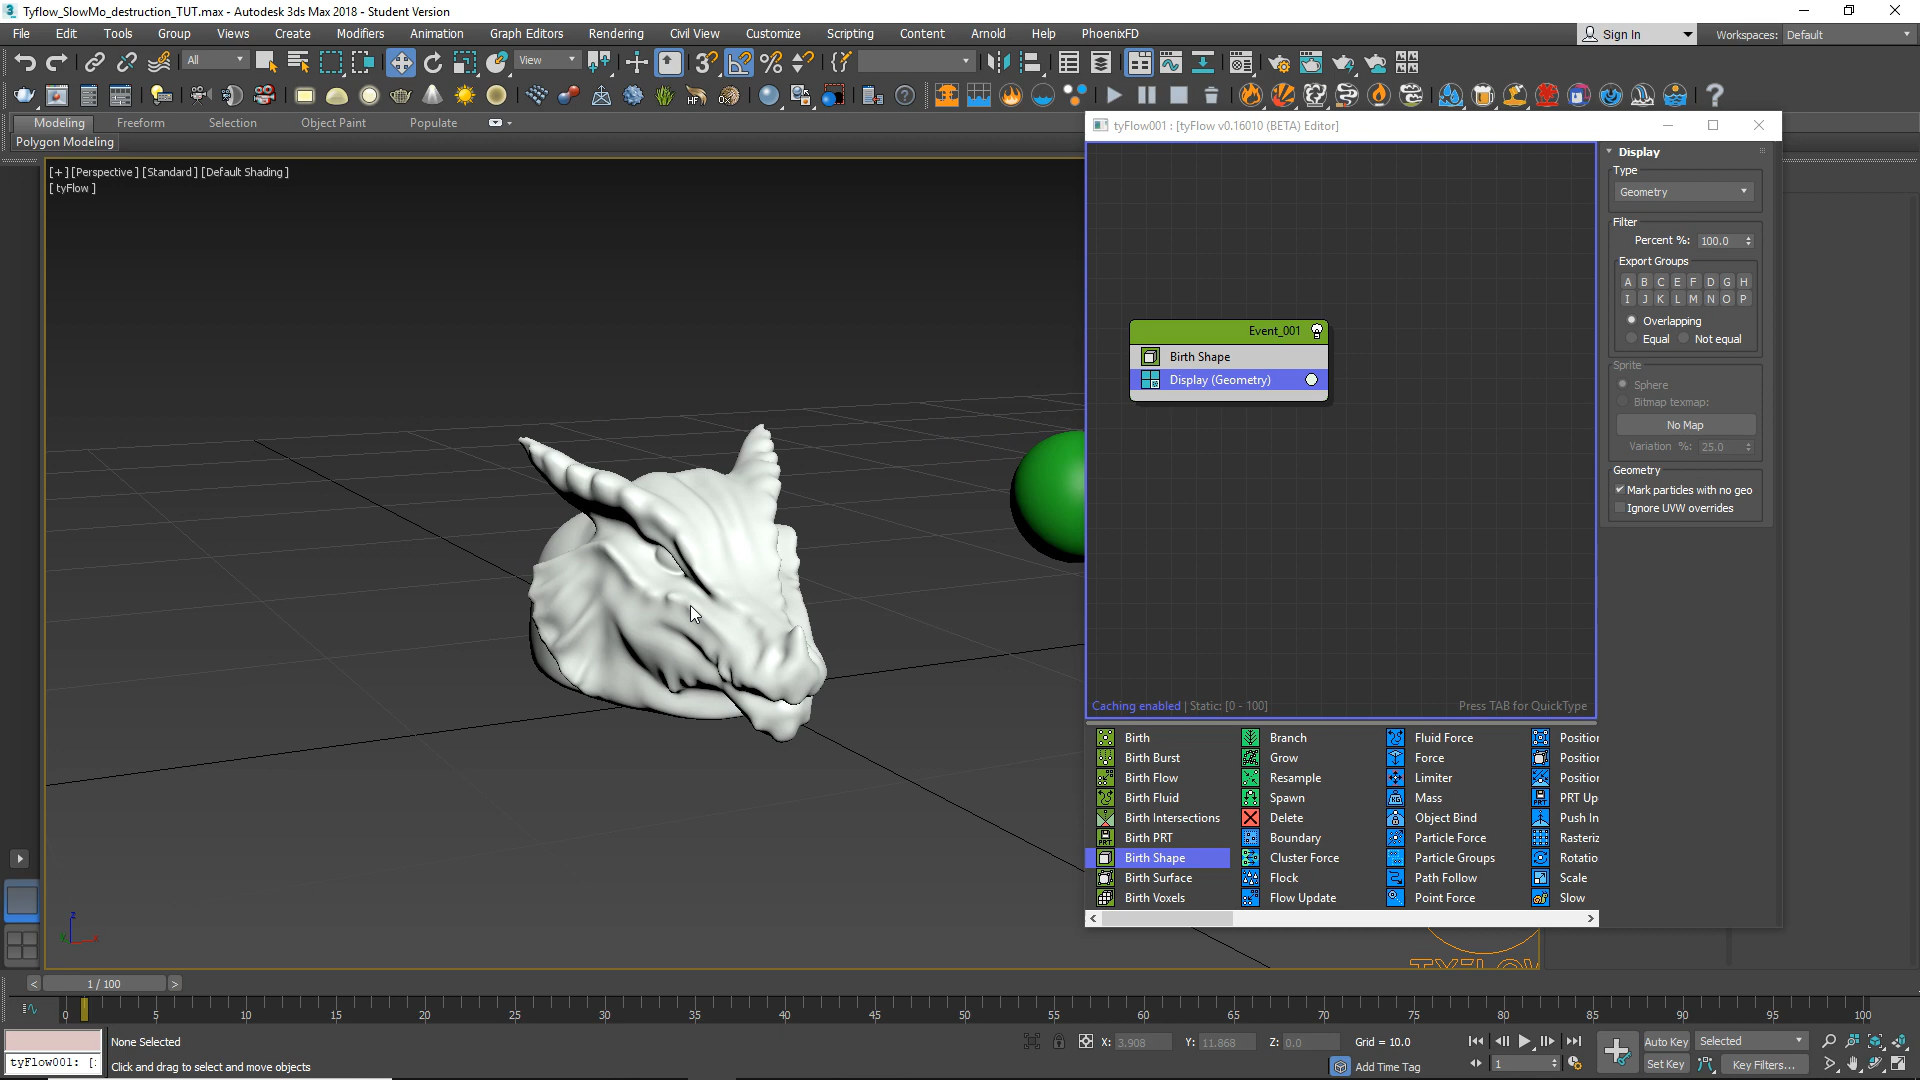 Tyflow_SlowMo_destruction_TUT.max - Autodesk 3ds Max 2018 - Student Version
File Edit Tools Group Views Create Modifiers Animation Graph Editors Rendering Civil View Customize Scripting Content Arnold Help PhoenixFD
Sign In
Workspaces: Default
All
View
Modeling Freeform Selection Object Paint Populate
Polygon Modeling
[+] [Perspective] [Standard] [Default Shading]
[ tyFlow ]
tyFlow001 : [tyFlow v0.16010 (BETA) Editor]
Event_001
Birth Shape
Display (Geometry)
Caching enabled | Static: [0 - 100]
Press TAB for QuickType
Display
Type
Geometry
Filter
Percent %: 100.0
Export Groups
A B C E F D G H
I J K L M N O P
Overlapping
Equal Not equal
Sprite
Sphere
Bitmap texmap:
No Map
Variation %: 25.0
Geometry
Mark particles with no geo
Ignore UVW overrides
Birth Branch Fluid Force Position
Birth Burst Grow Force Position
Birth Flow Resample Limiter Position
Birth Fluid Spawn Mass PRT Up
Birth Intersections Delete Object Bind Push In
Birth PRT Boundary Particle Force Rasteriz
Birth Shape Cluster Force Particle Groups Rotatio
Birth Surface Flock Path Follow Scale
Birth Voxels Flow Update Point Force Slow
TYFLOW
< 1 / 100 >
0 5 10 15 20 25 30 35 40 45 50 55 60 65 70 75 80 85 90 95 100
None Selected
X: 3.908 Y: 11.868 Z: 0.0 Grid = 10.0
Auto Key Selected
tyFlow001: [:
Click and drag to select and move objects
Add Time Tag
1
Set Key Key Filters...